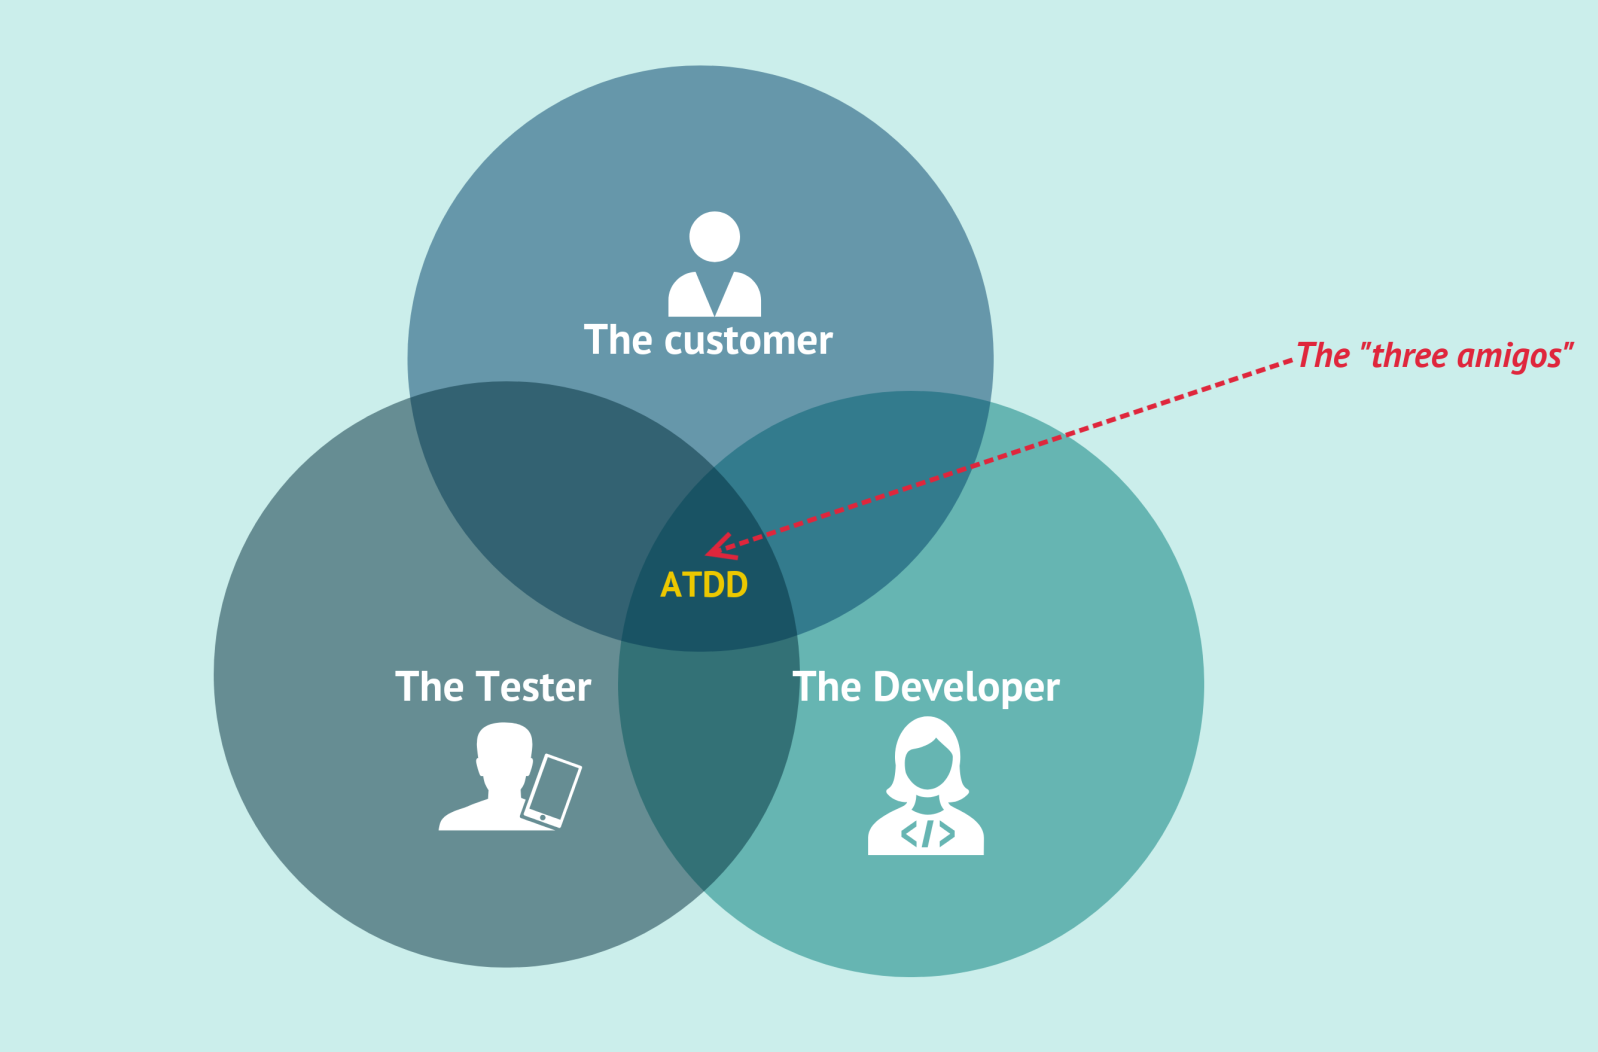 The customer
The "three amigos"
ATDD
The Tester
The Developer
</>